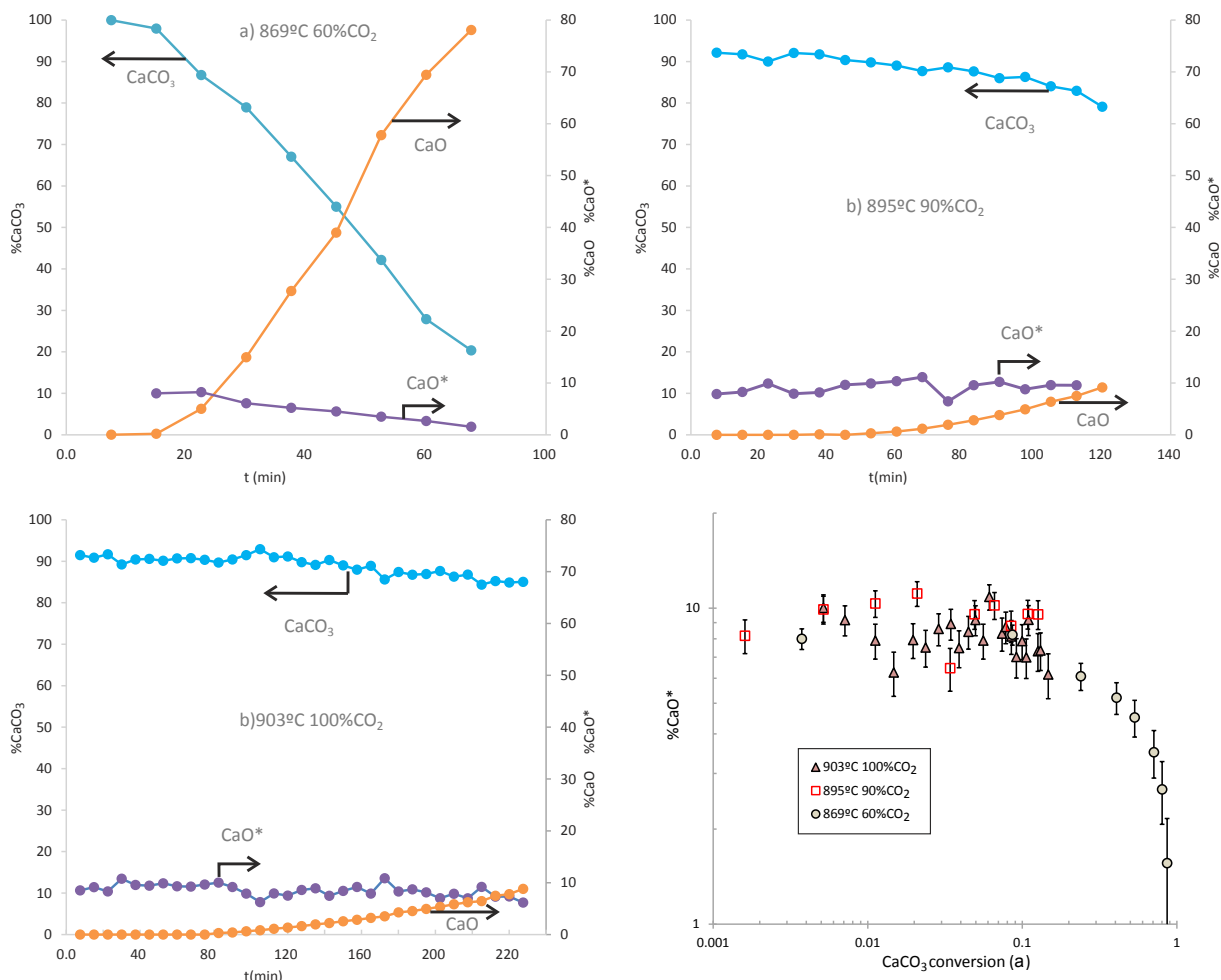 a) 869ºC 60%CO₂
CaCO₃
CaO
CaO*
%CaCO₃
%CaO %CaO*
100
90
80
70
60
50
40
30
20
10
0
80
70
60
50
40
30
20
10
0
0.0 20 40 60 80 100
t(min)
b) 895ºC 90%CO₂
CaCO₃
CaO*
CaO
%CaCO₃
%CaO %CaO*
100
90
80
70
60
50
40
30
20
10
0
80
70
60
50
40
30
20
10
0
0.0 20 40 60 80 100 120 140
t(min)
b)903ºC 100%CO₂
CaCO₃
CaO*
CaO
%CaCO₃
%CaO %CaO*
100
90
80
70
60
50
40
30
20
10
0
80
70
60
50
40
30
20
10
0
0.0 40 80 120 160 200 220
t(min)
%CaO*
10
1
903ºC 100%CO₂
895ºC 90%CO₂
869ºC 60%CO₂
0.001 0.01 0.1 1
CaCO₃ conversion (a)